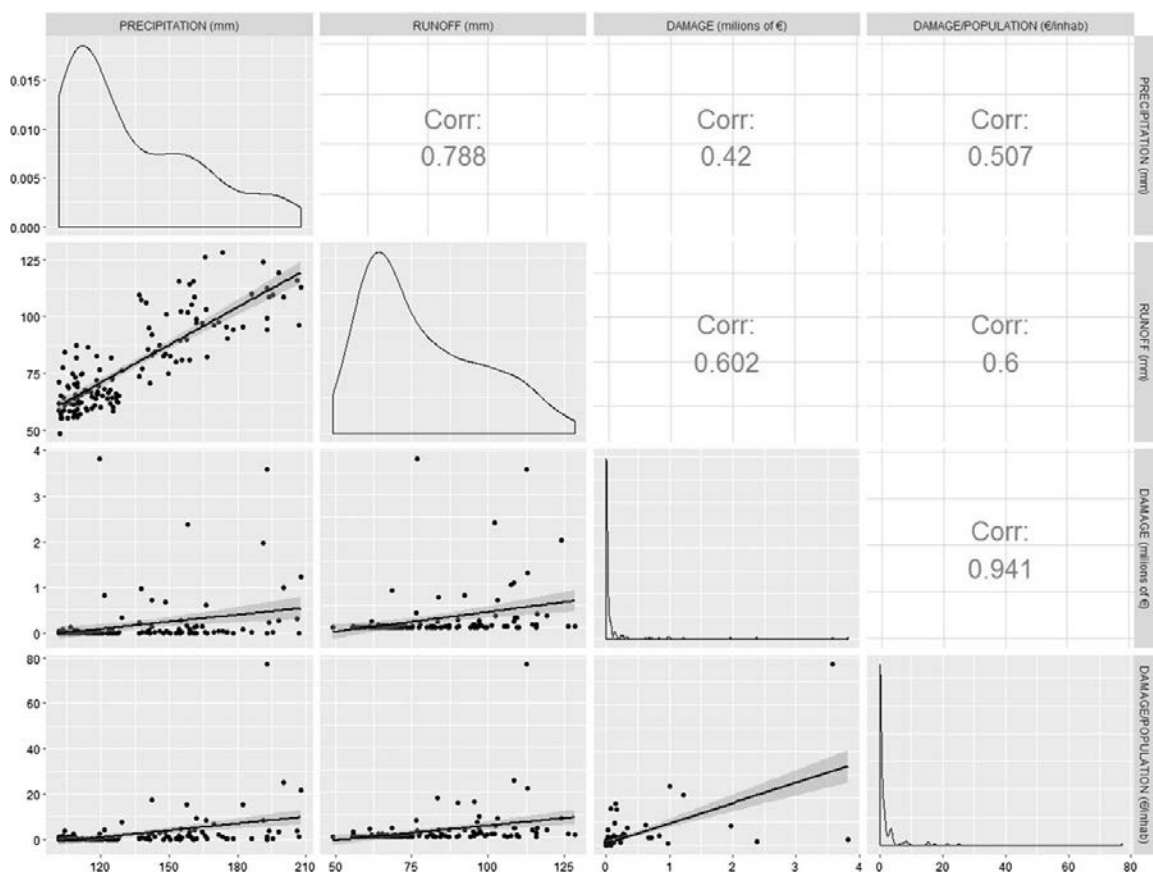 PRECIPITATION (mm) RUNOFF (mm) DAMAGE (milions of €) DAMAGE/POPULATION (€/inhab)
0.015
0.010
0.005
0.000
Corr:
0.788
Corr:
0.42
Corr:
0.507
PRECIPITATION (mm)
125
100
75
50
Corr:
0.602
Corr:
0.6
RUNOFF (mm)
4
3
2
1
0
Corr:
0.941
DAMAGE (milions of €)
80
60
40
20
0
DAMAGE/POPULATION (€/inhab)
120 150 180 210 50 75 100 125 0 1 2 3 4 0 20 40 60 80